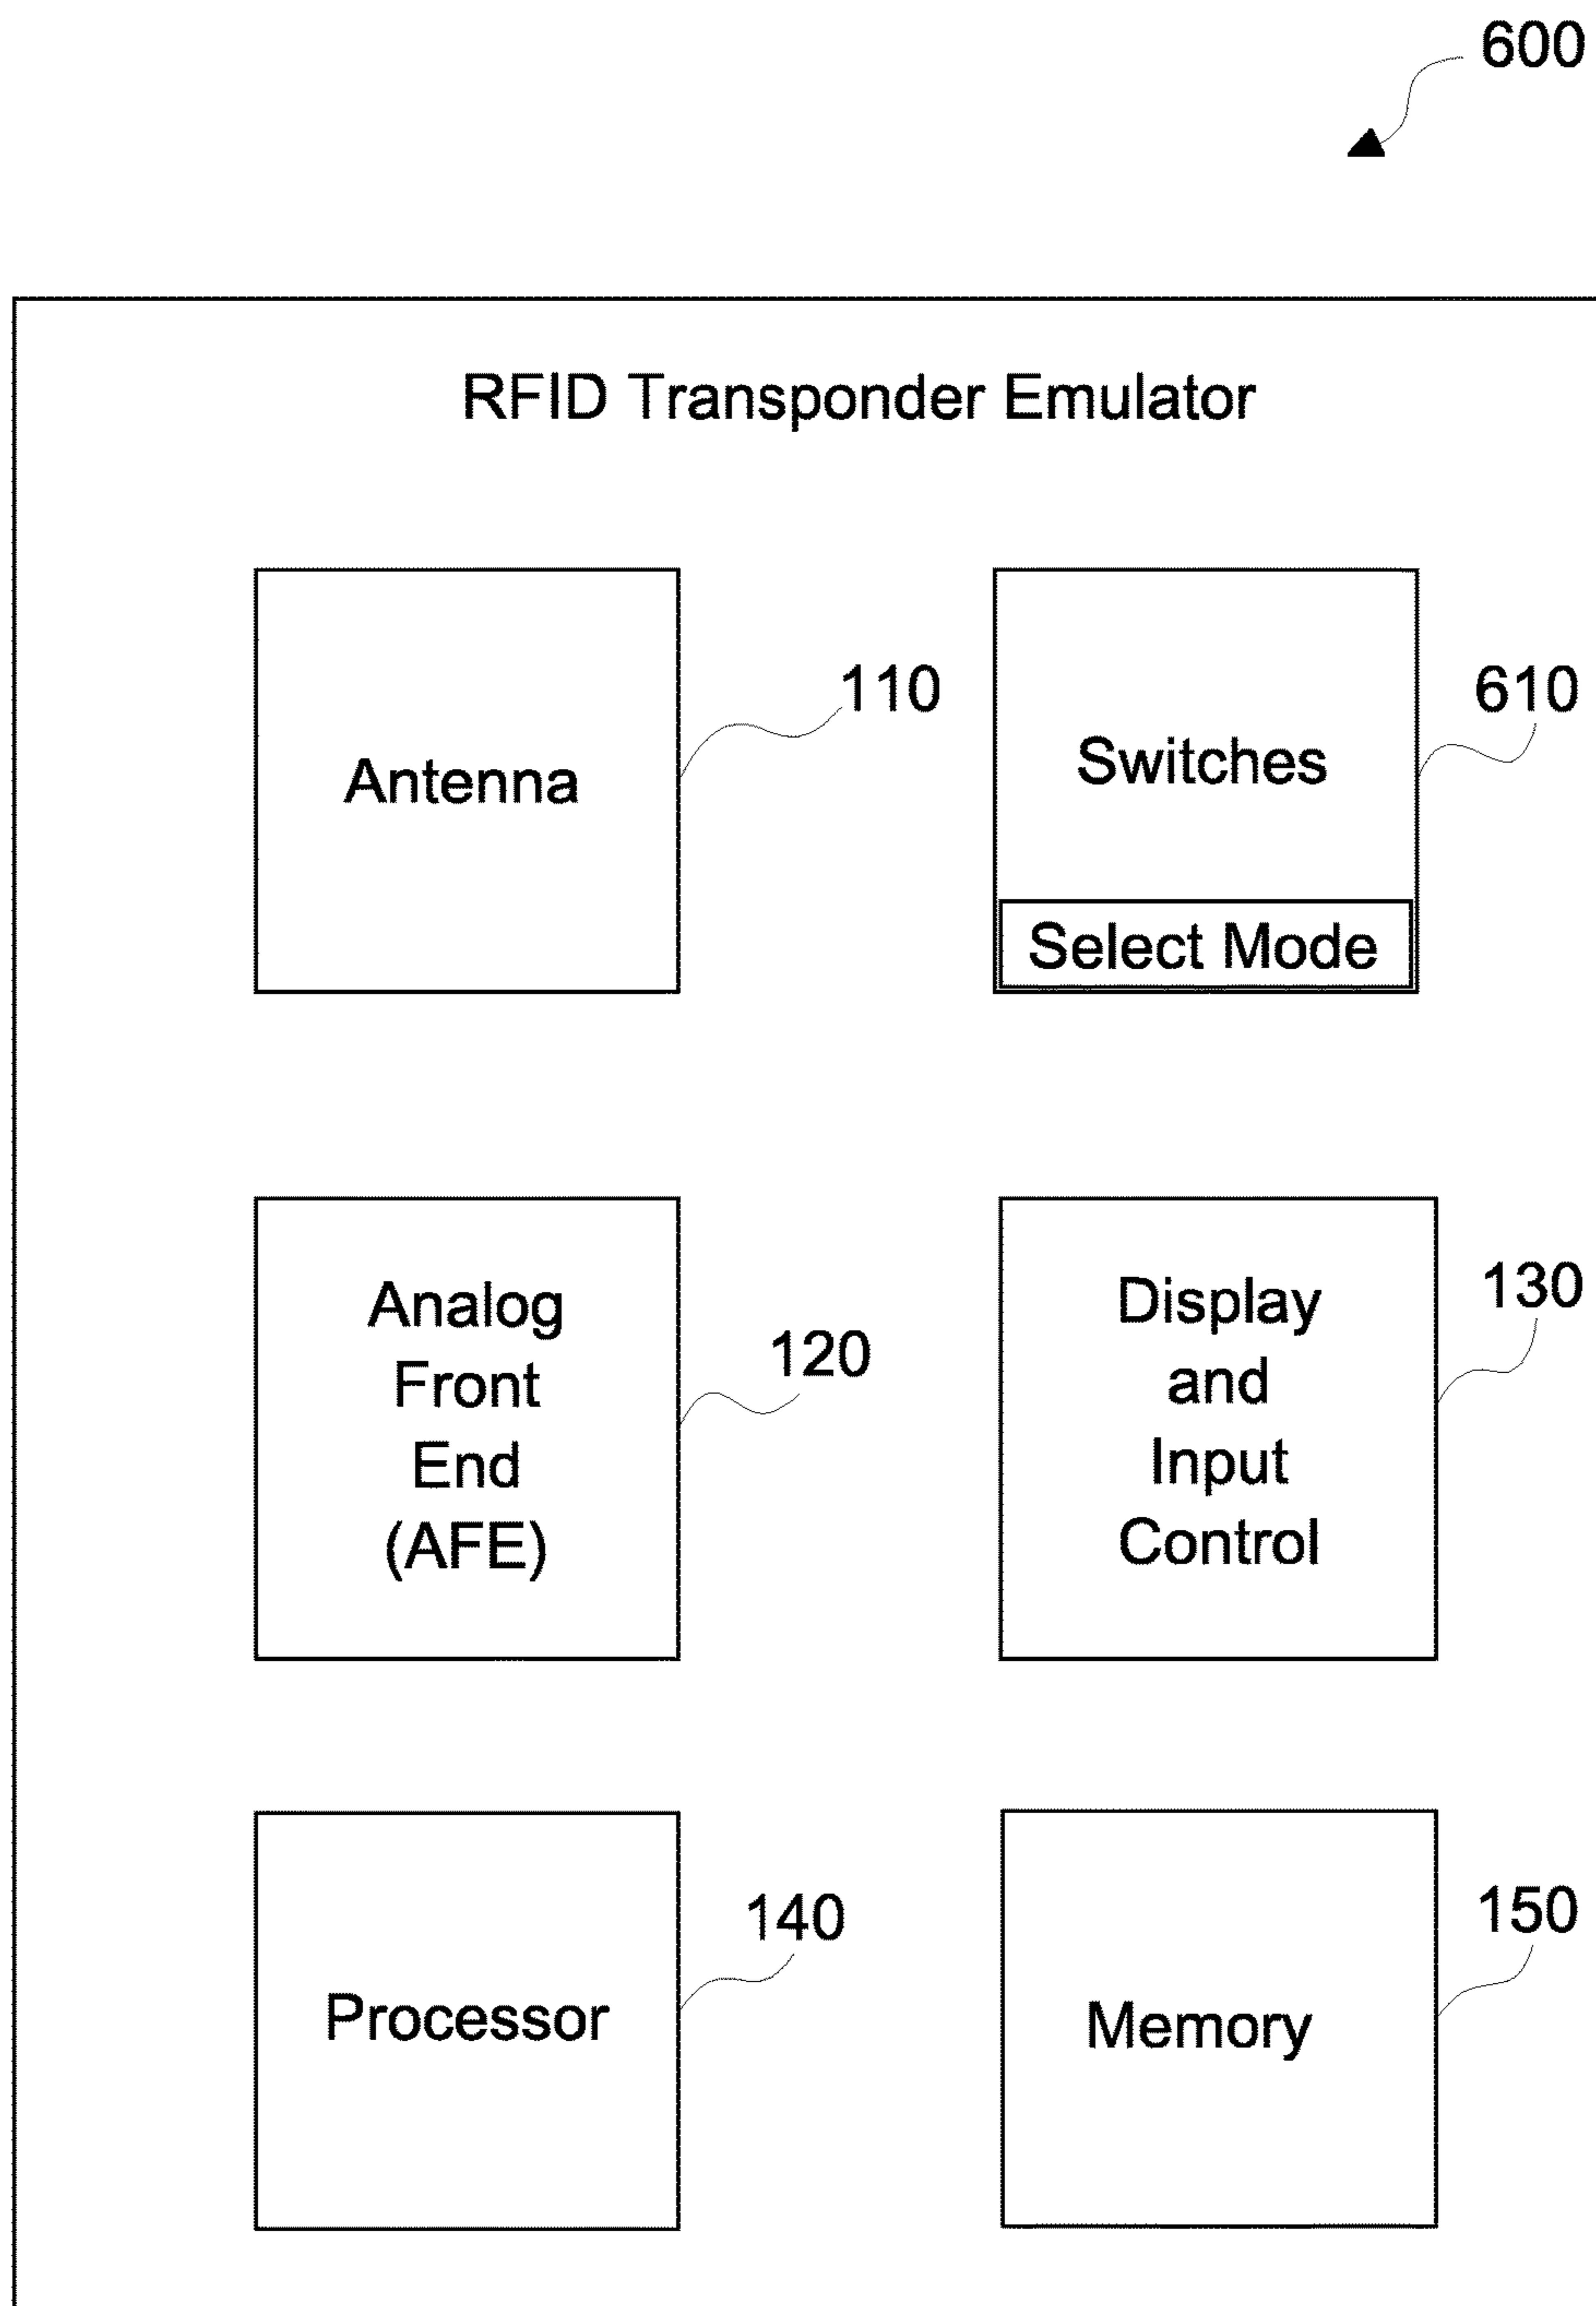 600
RFID Transponder Emulator
Antenna
110
Switches
Select Mode
610
Analog
Front
End
(AFE)
120
Display
and
Input
Control
130
Processor
140
Memory
150